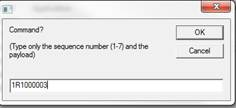 Command?
OK
(Type only the sequence number (1-7) and the
payload)
Cancel
1R1000003